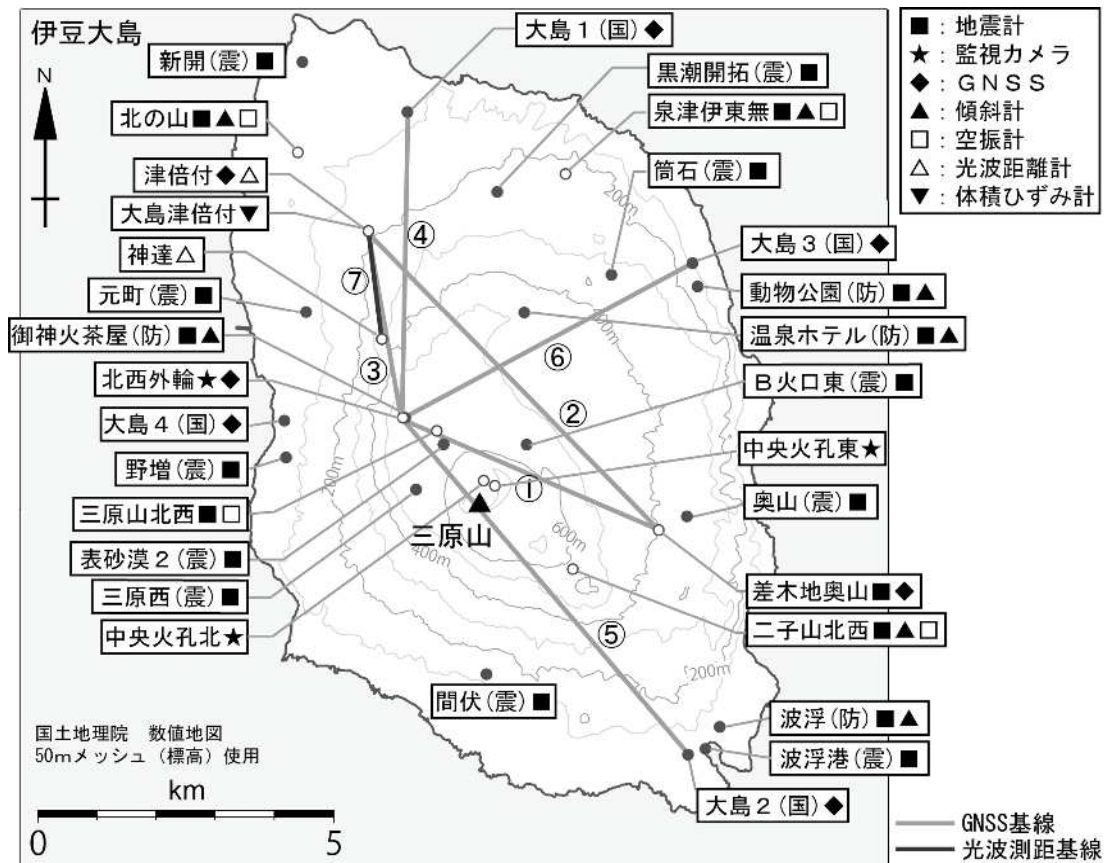 伊豆大島
N
新開(震)■
北の山■▲□
津倍付◆△
大島津倍付▼
神達△
元町(震)■
御神火茶屋(防)■▲
北西外輪★◆
大島4(国)◆
野増(震)■
三原山北西■□
表砂漠2(震)■
三原西(震)■
中央火孔北★
大島1(国)◆
黒潮開拓(震)■
泉津伊東無■▲□
筒石(震)■
大島3(国)◆
動物公園(防)■▲
温泉ホテル(防)■▲
B火口東(震)■
中央火孔東★
奥山(震)■
差木地奥山■◆
二子山北西■▲□
波浮(防)■▲
波浮港(震)■
大島2(国)◆
間伏(震)■
三原山
④
⑦
③
⑥
②
①
⑤
200m
200m
400m
600m
200m
■:地震計
★:監視カメラ
◆:GNSS
▲:傾斜計
□:空振計
△:光波距離計
▼:体積ひずみ計
国土地理院 数値地図
50mメッシュ(標高)使用
km
0 5
GNSS基線
光波測距基線